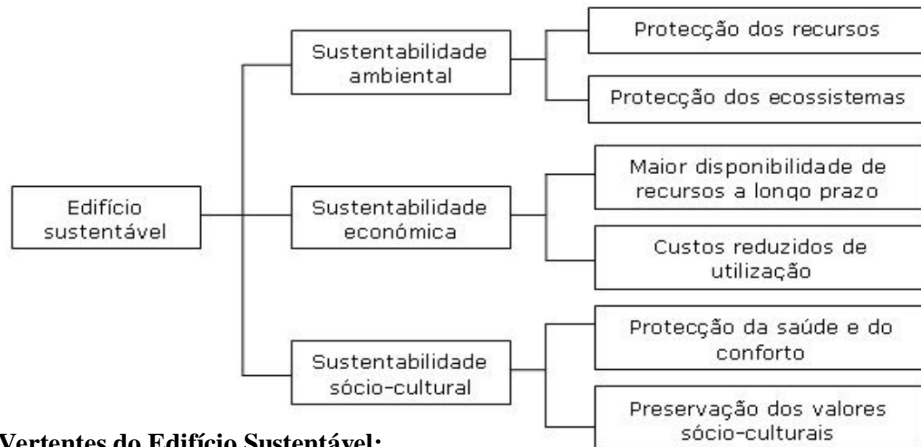 Edifício
sustentável
Sustentabilidade
ambiental
Protecção dos recursos
Protecção dos ecossistemas
Sustentabilidade
económica
Maior disponibilidade de
recursos a longo prazo
Custos reduzidos de
utilização
Sustentabilidade
sócio-cultural
Protecção da saúde e do
conforto
Preservação dos valores
sócio-culturais
Vertentes do Edifício Sustentável: